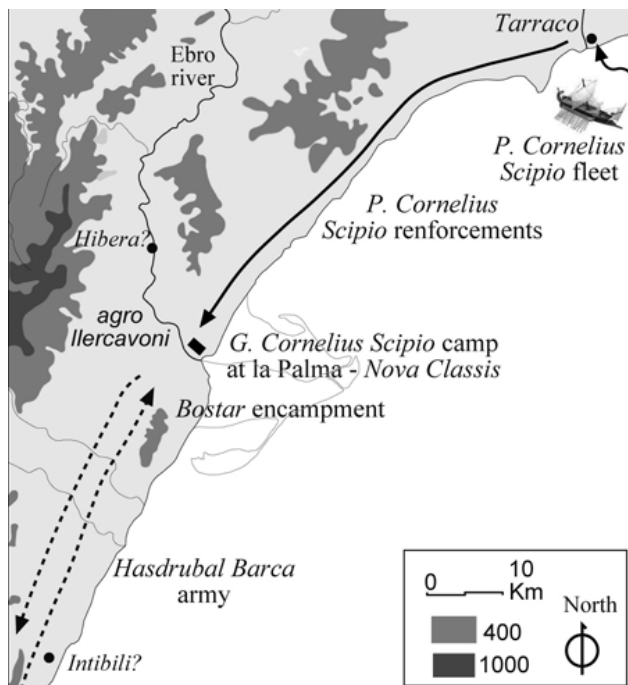 Tarraco
Ebro
river
P. Cornelius
Scipio fleet
P. Cornelius
Scipio renforcements
Hibera?
agro
llercavoni
G. Cornelius Scipio camp
at la Palma - Nova Classis
Bostar encampment
Hasdrubal Barca
army
Intibili?
0 10
Km
North
400
1000